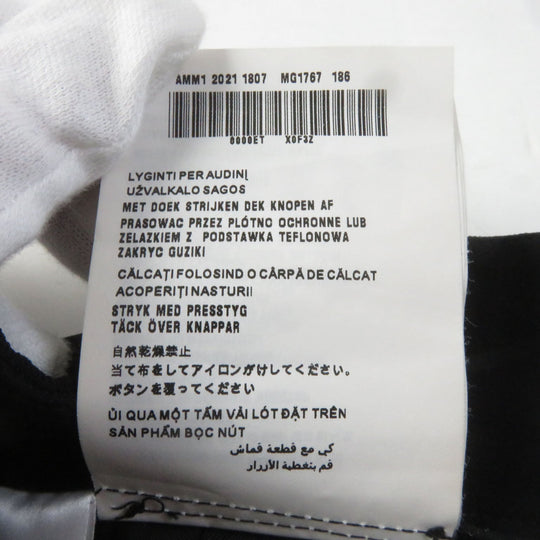 AMM1 2021 1807 MG1767 186
8000ET X0F3Z
LYGINTI PER AUDINĮ
UŽVALKALO SAGOS
MET DOEK STRIJKEN DEK KNOPEN AF
PRASOWAC PRZEZ PLÓTNO OCHRONNE LUB
ZELAZKIEM Z PODSTAWKA TEFLONOWA
ZAKRYC GUZIKI
CĂLCAȚI FOLOSIND O CÂRPĂ DE CĂLCAT
ACOPERIȚI NASTURII
STRYK MED PRESSTYG
TÄCK ÖVER KNAPPAR
自然乾燥禁止
当て布をしてアイロンがけしてください。
ボタンを覆ってください
ỦI QUA MỘT TẤM VẢI LÓT ĐẶT TRÊN
SẢN PHẨM BỌC NÚT
كي مع قطعة قماش
قم بتغطية الأزرار